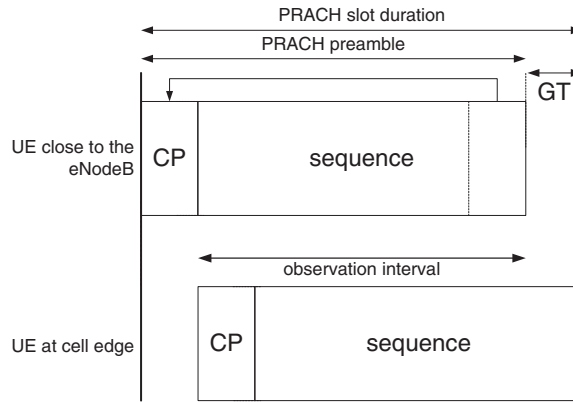 PRACH slot duration
PRACH preamble
GT
UE close to the
eNodeB
CP
sequence
observation interval
UE at cell edge
CP
sequence